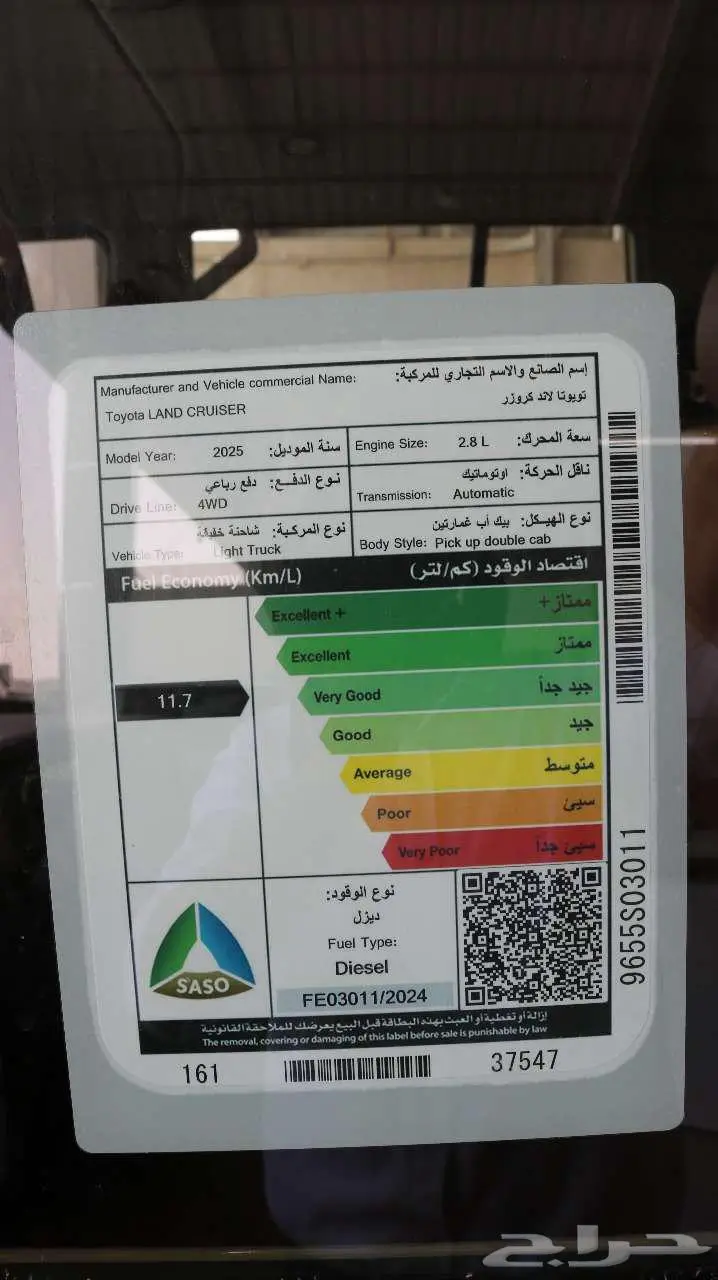 Manufacturer and Vehicle commercial Name: إسم الصانع والاسم التجاري للمركبة:
Toyota LAND CRUISER تويوتا لاند كروزر
Model Year: 2025 سنة الموديل:
Engine Size: 2.8 L سعة المحرك:
نوع الدفع: دفع رباعي
Drive Line: 4WD
ناقل الحركة: اوتوماتيك
Transmission: Automatic
نوع المركبة: شاحنة خفيفة
Vehicle Type: Light Truck
نوع الهيكل: بيك أب غمارتين
Body Style: Pick up double cab
Fuel Economy (Km/L) اقتصاد الوقود (كم/لتر)
Excellent + ممتاز+
Excellent ممتاز
11.7
Very Good جيد جداً
Good جيد
Average متوسط
Poor سيئ
Very Poor سيئ جداً
SASO
نوع الوقود:
ديزل
Fuel Type:
Diesel
FE03011/2024
إزالة أو تغطية أو العبث بهذه البطاقة قبل البيع يعرضك للملاحقة القانونية
The removal, covering or damaging of this label before sale is punishable by law
161 37547
9655S03011
حراج